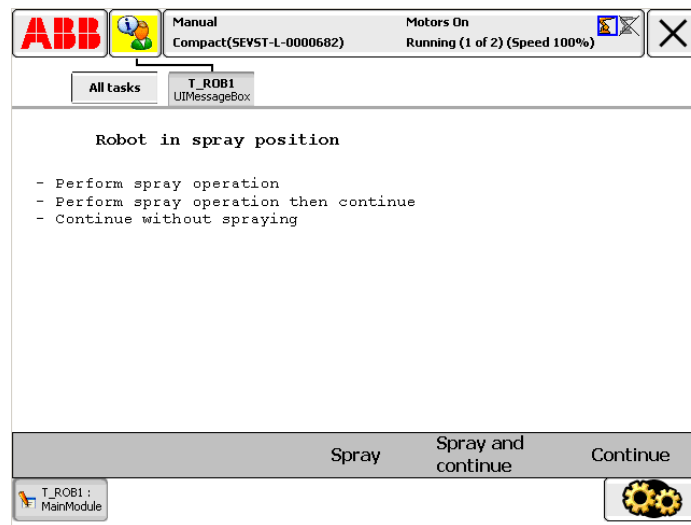 ABB
Manual
Compact(SEVST-L-0000682)
Motors On
Running (1 of 2) (Speed 100%)
All tasks
T_ROB1
UIMessageBox
Robot in spray position
- Perform spray operation
- Perform spray operation then continue
- Continue without spraying
Spray
Spray and
continue
Continue
T_ROB1 :
MainModule